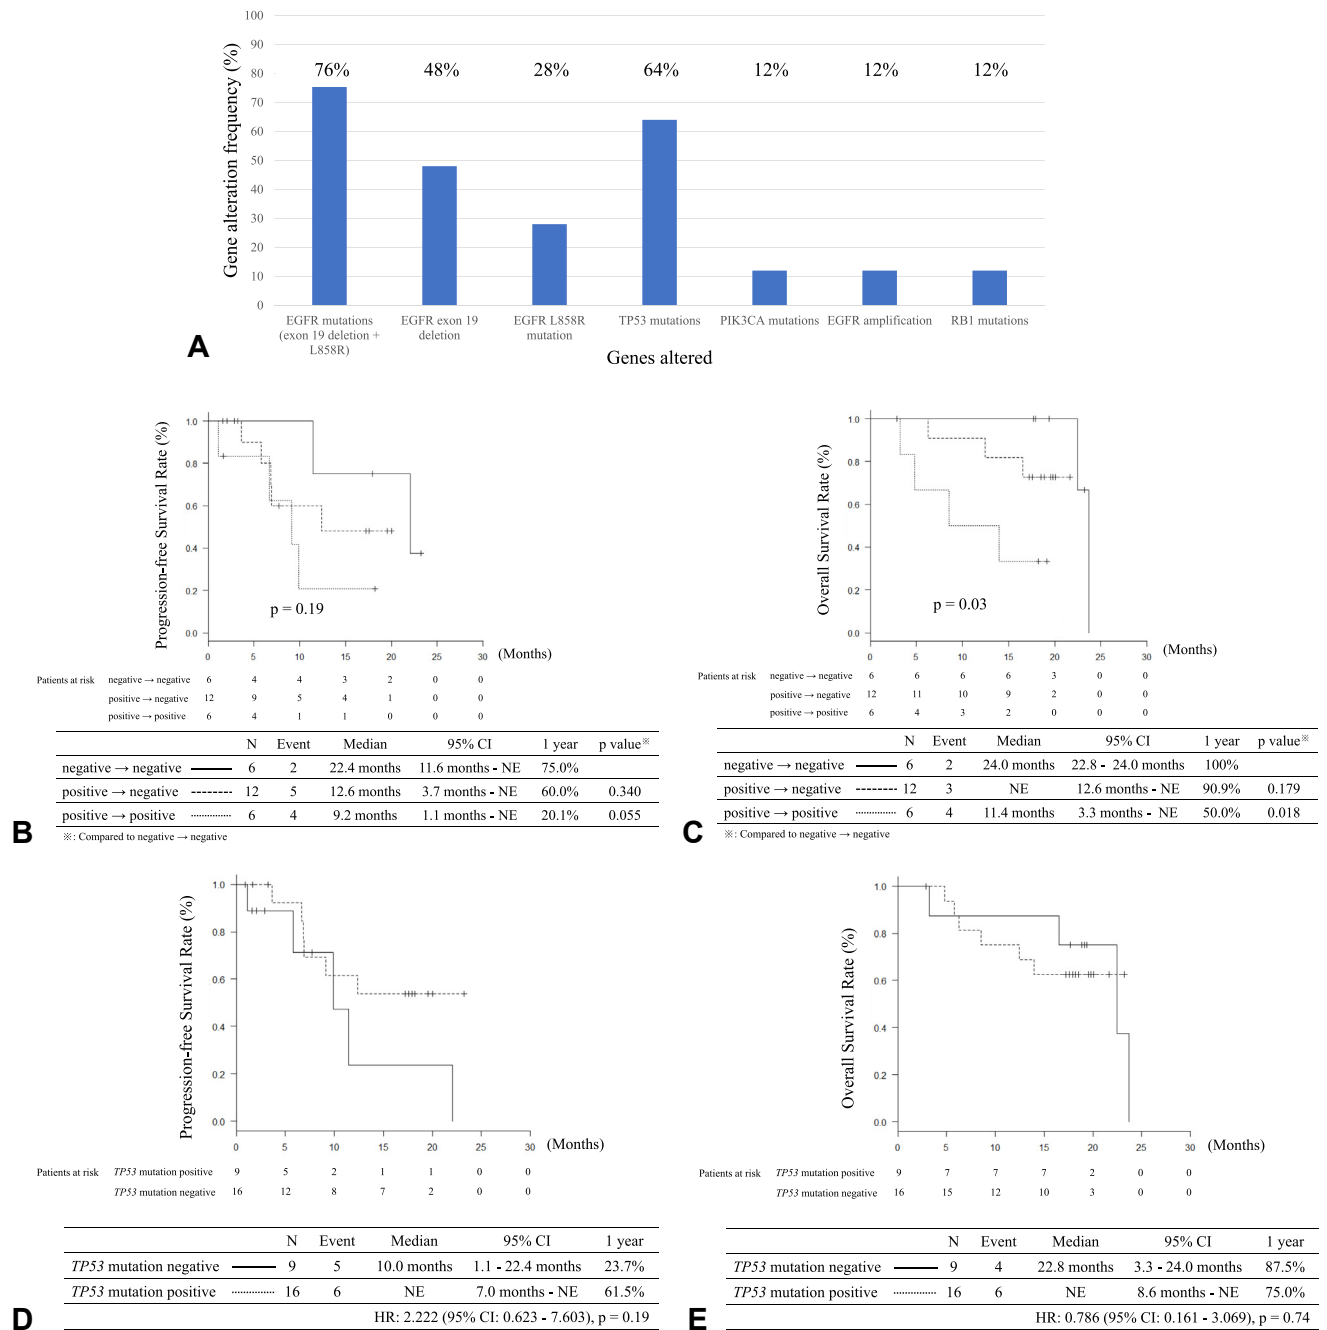 100
90
80
70
60
50
40
30
20
10
0
Gene alteration frequency (%)
76% 48% 28% 64% 12% 12% 12%
EGFR mutations (exon 19 deletion + L858R)
EGFR exon 19 deletion
EGFR L858R mutation
TP53 mutations
PIK3CA mutations
EGFR amplification
RB1 mutations
Genes altered
A
Progression-free Survival Rate (%)
1.0
0.8
0.6
0.4
0.2
0.0
p = 0.19
0 5 10 15 20 25 30
(Months)
Patients at risk negative → negative 6 4 4 3 2 0 0
positive → negative 12 9 5 4 1 0 0
positive → positive 6 4 1 1 0 0 0
N Event Median 95% CI 1 year p value※
negative → negative 6 2 22.4 months 11.6 months - NE 75.0%
positive → negative 12 5 12.6 months 3.7 months - NE 60.0% 0.340
positive → positive 6 4 9.2 months 1.1 months - NE 20.1% 0.055
※: Compared to negative → negative
B
Overall Survival Rate (%)
1.0
0.8
0.6
0.4
0.2
0.0
p = 0.03
0 5 10 15 20 25 30
(Months)
Patients at risk negative → negative 6 6 6 6 3 0 0
positive → negative 12 11 10 9 2 0 0
positive → positive 6 4 3 2 0 0 0
N Event Median 95% CI 1 year p value※
negative → negative 6 2 24.0 months 22.8 - 24.0 months 100%
positive → negative 12 3 NE 12.6 months - NE 90.9% 0.179
positive → positive 6 4 11.4 months 3.3 months - NE 50.0% 0.018
※: Compared to negative → negative
C
Progression-free Survival Rate (%)
1.0
0.8
0.6
0.4
0.2
0.0
0 5 10 15 20 25 30
(Months)
Patients at risk TP53 mutation positive 9 5 2 1 1 0 0
TP53 mutation negative 16 12 8 7 2 0 0
N Event Median 95% CI 1 year
TP53 mutation negative 9 5 10.0 months 1.1 - 22.4 months 23.7%
TP53 mutation positive 16 6 NE 7.0 months - NE 61.5%
HR: 2.222 (95% CI: 0.623 - 7.603), p = 0.19
D
Overall Survival Rate (%)
1.0
0.8
0.6
0.4
0.2
0.0
0 5 10 15 20 25 30
(Months)
Patients at risk TP53 mutation positive 9 7 7 7 2 0 0
TP53 mutation negative 16 15 12 10 3 0 0
N Event Median 95% CI 1 year
TP53 mutation negative 9 4 22.8 months 3.3 - 24.0 months 87.5%
TP53 mutation positive 16 6 NE 8.6 months - NE 75.0%
HR: 0.786 (95% CI: 0.161 - 3.069), p = 0.74
E